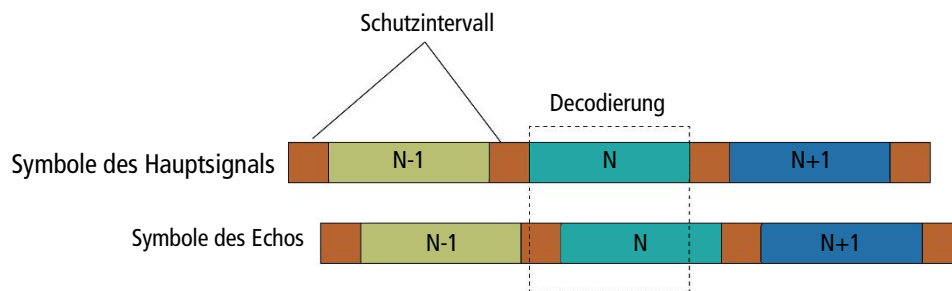 Schutzintervall
Decodierung
Symbole des Hauptsignals N-1 N N+1
Symbole des Echos N-1 N N+1